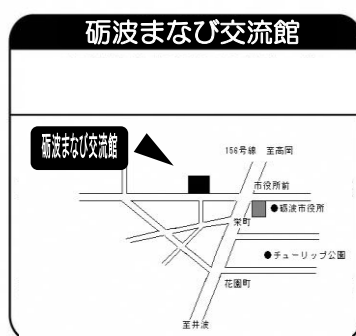 砺波まなび交流館
砺波まなび交流館
156号線 至高岡
市役所前
●砺波市役所
栄町
●チューリップ公園
花園町
至井波